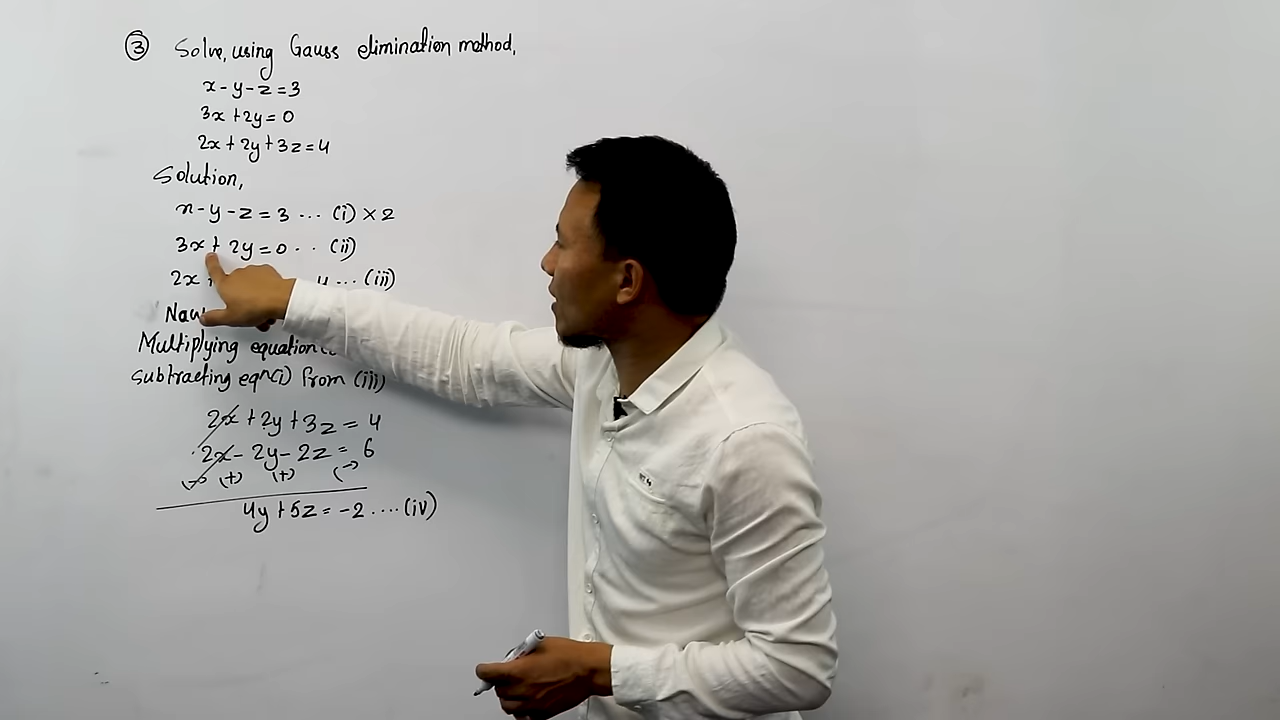 ③ Solve, using Gauss elimination method,
x - y - z = 3
3x + 2y = 0
2x + 2y + 3z = 4
Solution,
x - y - z = 3 ... (i) × 2
3x + 2y = 0 .. (ii)
2x 4 ... (iii)
Now
Multiplying equation
subtracting eqn(i) from (iii)
2x + 2y + 3z = 4
2x - 2y - 2z = 6
(-) (+) (+) (-)
4y + 5z = -2 .... (iv)